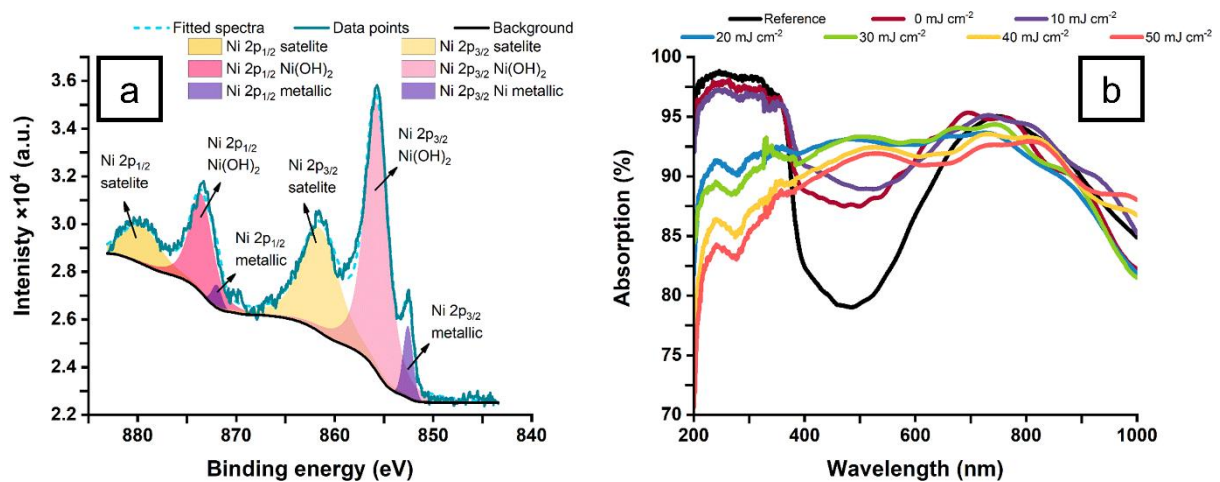 Fitted spectra Data points Background
Ni 2p1/2 satelite Ni 2p3/2 satelite
Ni 2p1/2 Ni(OH)2 Ni 2p3/2 Ni(OH)2
Ni 2p1/2 metallic Ni 2p3/2 Ni metallic
a
Intenisty ×10^4 (a.u.)
3.6
3.4
3.2
3.0
2.8
2.6
2.4
2.2
Ni 2p1/2
satelite
Ni 2p1/2
Ni(OH)2
Ni 2p1/2
metallic
Ni 2p3/2
satelite
Ni 2p3/2
Ni(OH)2
Ni 2p3/2
metallic
880 870 860 850 840
Binding energy (eV)
Reference 0 mJ cm-2 10 mJ cm-2
20 mJ cm-2 30 mJ cm-2 40 mJ cm-2 50 mJ cm-2
b
Absorption (%)
100
95
90
85
80
75
70
200 400 600 800 1000
Wavelength (nm)